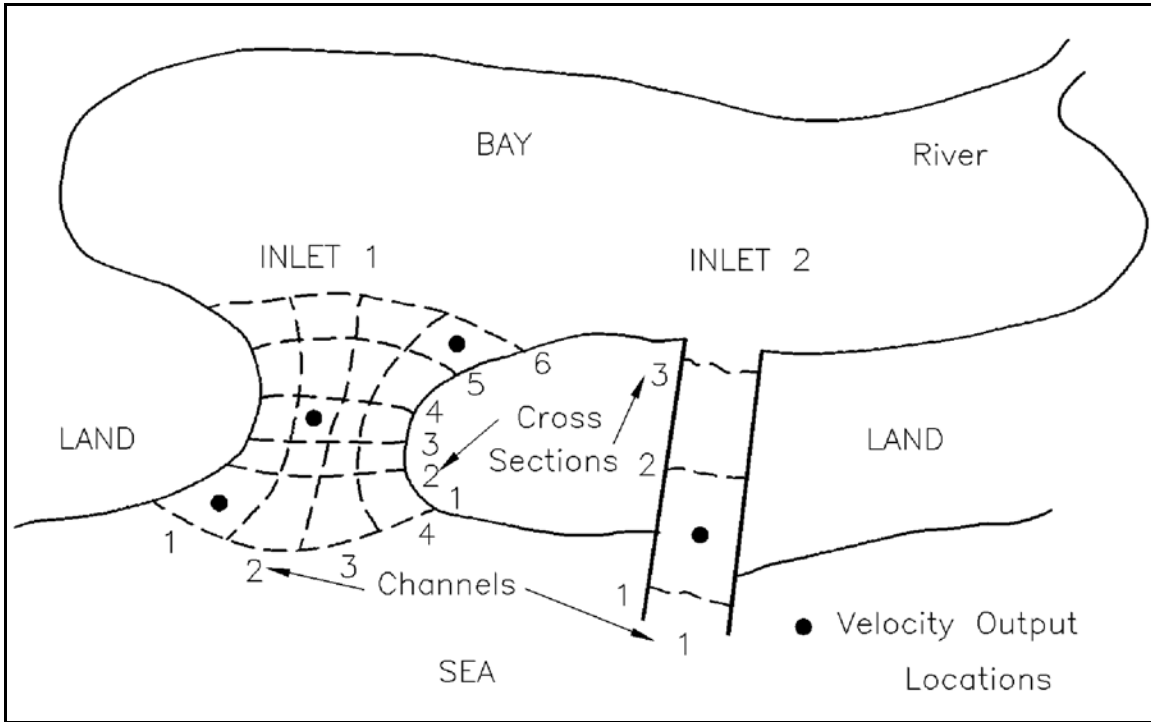 BAY
River
INLET 1
INLET 2
6
5
3
4
LAND
Cross
LAND
3
Sections
2
2
1
1
4
2
3
Channels
1
1
Velocity Output
Locations
SEA